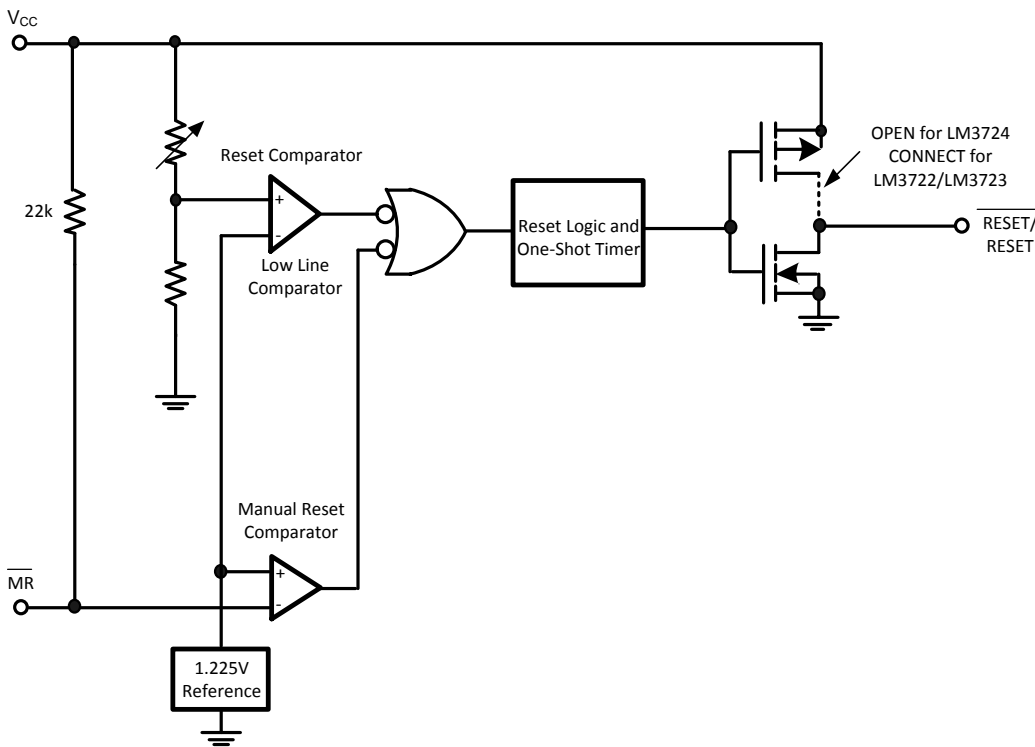 VCC
22k
Reset Comparator
+
-
Low Line
Comparator
Reset Logic and
One-Shot Timer
OPEN for LM3724
CONNECT for
LM3722/LM3723
RESET/
RESET
Manual Reset
Comparator
+
-
MR
1.225V
Reference